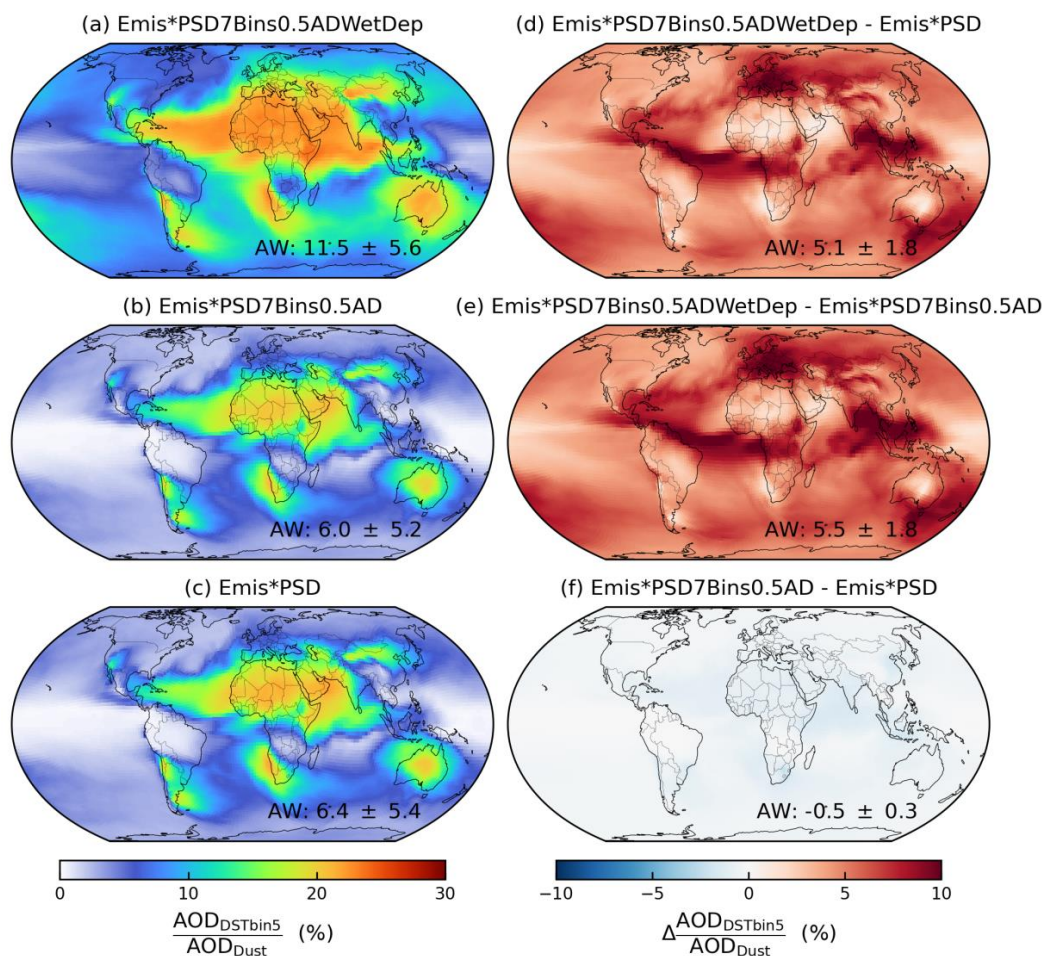 (a) Emis*PSD7Bins0.5ADWetDep
AW: 11.5 ± 5.6
(d) Emis*PSD7Bins0.5ADWetDep - Emis*PSD
AW: 5.1 ± 1.8
(b) Emis*PSD7Bins0.5AD
AW: 6.0 ± 5.2
(e) Emis*PSD7Bins0.5ADWetDep - Emis*PSD7Bins0.5AD
AW: 5.5 ± 1.8
(c) Emis*PSD
AW: 6.4 ± 5.4
(f) Emis*PSD7Bins0.5AD - Emis*PSD
AW: -0.5 ± 0.3
0 10 20 30
AOD_DSTbin5
AOD_Dust
(%)
−10 −5 0 5 10
Δ
AOD_DSTbin5
AOD_Dust
(%)